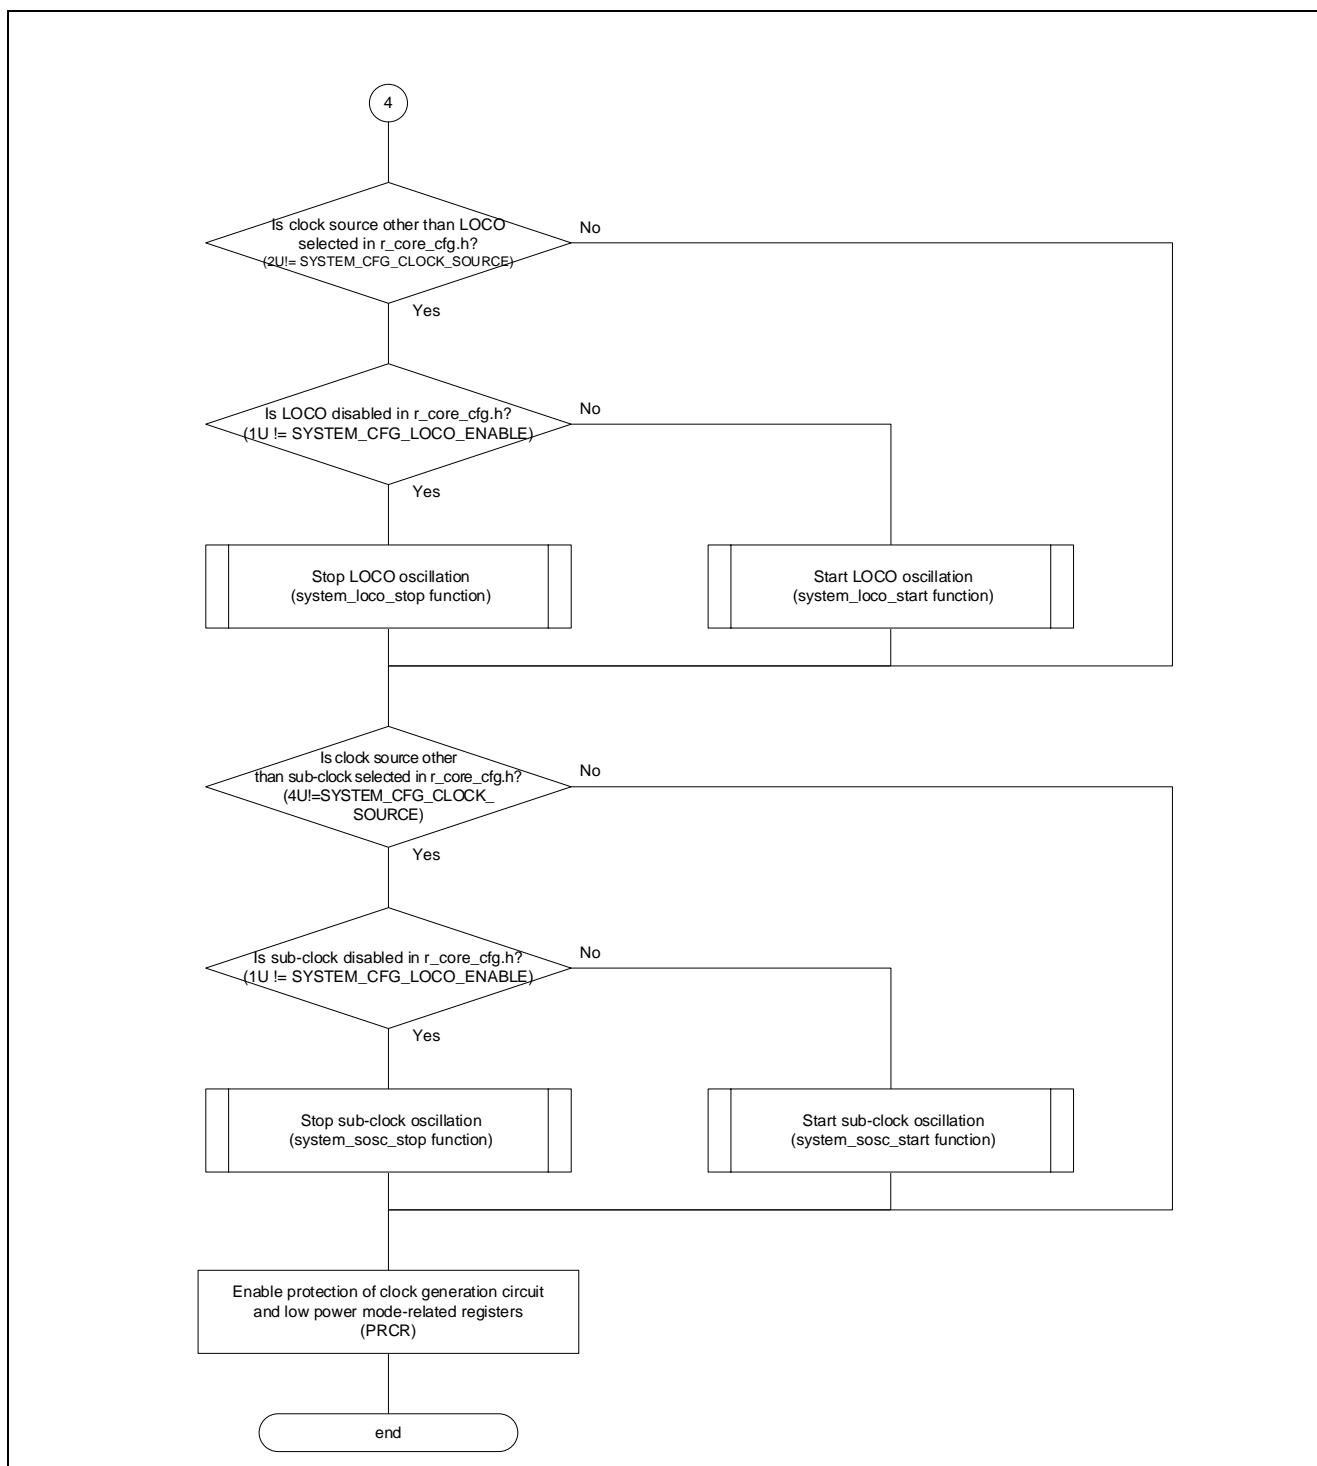 4
Is clock source other than LOCO
selected in r_core_cfg.h?
(2U!= SYSTEM_CFG_CLOCK_SOURCE)
No
Yes
Is LOCO disabled in r_core_cfg.h?
(1U != SYSTEM_CFG_LOCO_ENABLE)
No
Yes
Stop LOCO oscillation
(system_loco_stop function)
Start LOCO oscillation
(system_loco_start function)
Is clock source other
than sub-clock selected in r_core_cfg.h?
(4U!=SYSTEM_CFG_CLOCK_
SOURCE)
No
Yes
Is sub-clock disabled in r_core_cfg.h?
(1U != SYSTEM_CFG_LOCO_ENABLE)
No
Yes
Stop sub-clock oscillation
(system_sosc_stop function)
Start sub-clock oscillation
(system_sosc_start function)
Enable protection of clock generation circuit
and low power mode-related registers
(PRCR)
end